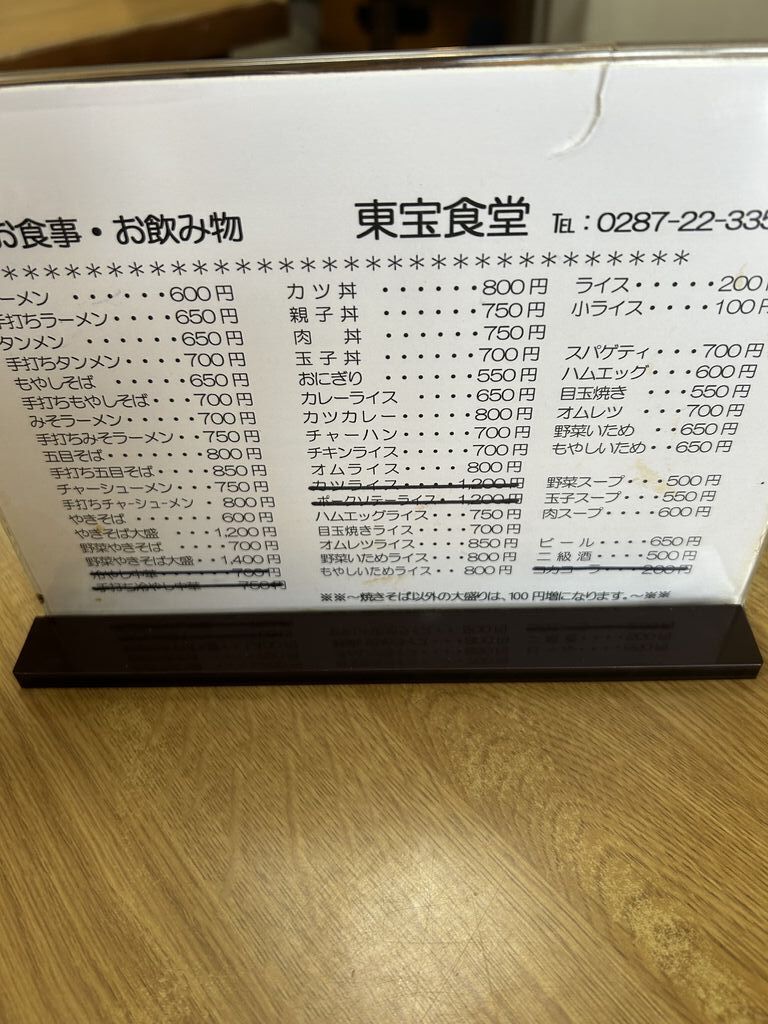 お食事・お飲み物
東宝食堂 TEL：0287-22-335
********************************
ーメン ・・・・・・600円
手打ちラーメン・・・・650円
タンメン ・・・・・・650円
手打ちタンメン・・・・700円
もやしそば ・・・・・650円
手打ちもやしそば・・・700円
みそラーメン・・・・・700円
手打ちみそラーメン・・750円
五目そば・・・・・・・800円
手打ち五目そば・・・・850円
チャーシューメン・・・750円
手打ちチャーシューメン ・800円
やきそば ・・・・・・600円
やきそば大盛 ・・・1,200円
野菜やきそば ・・・・700円
野菜やきそば大盛・・1,400円
冷やし中華 ・・・・・700円
手打ち冷やし中華 ・・750円
カツ丼 ・・・・・・800円
親子丼 ・・・・・・750円
肉 丼 ・・・・・・750円
玉子丼 ・・・・・・700円
おにぎり ・・・・・・550円
カレーライス ・・・・650円
カツカレー・・・・・・800円
チャーハン・・・・・・700円
チキンライス・・・・・700円
オムライス ・・・・ 800円
カツライス・・・・1,200円
ポークソテーライス・1,200円
ハムエッグライス・・・750円
目玉焼きライス・・・・700円
オムレツライス・・・・850円
野菜いためライス・・・800円
もやしいためライス・・ 800円
ライス・・・・・200
小ライス・・・・100円
スパゲティ・・・700円
ハムエッグ・・・600円
目玉焼き ・・・550円
オムレツ ・・・700円
野菜いため ・・650円
もやしいため・・650円
野菜スープ・・・500円
玉子スープ・・・550円
肉スープ・・・・600円
ビール・・・・650円
二級酒・・・・500円
コカコーラ・・・200円
※※～焼きそば以外の大盛りは、100円増になります。～※※